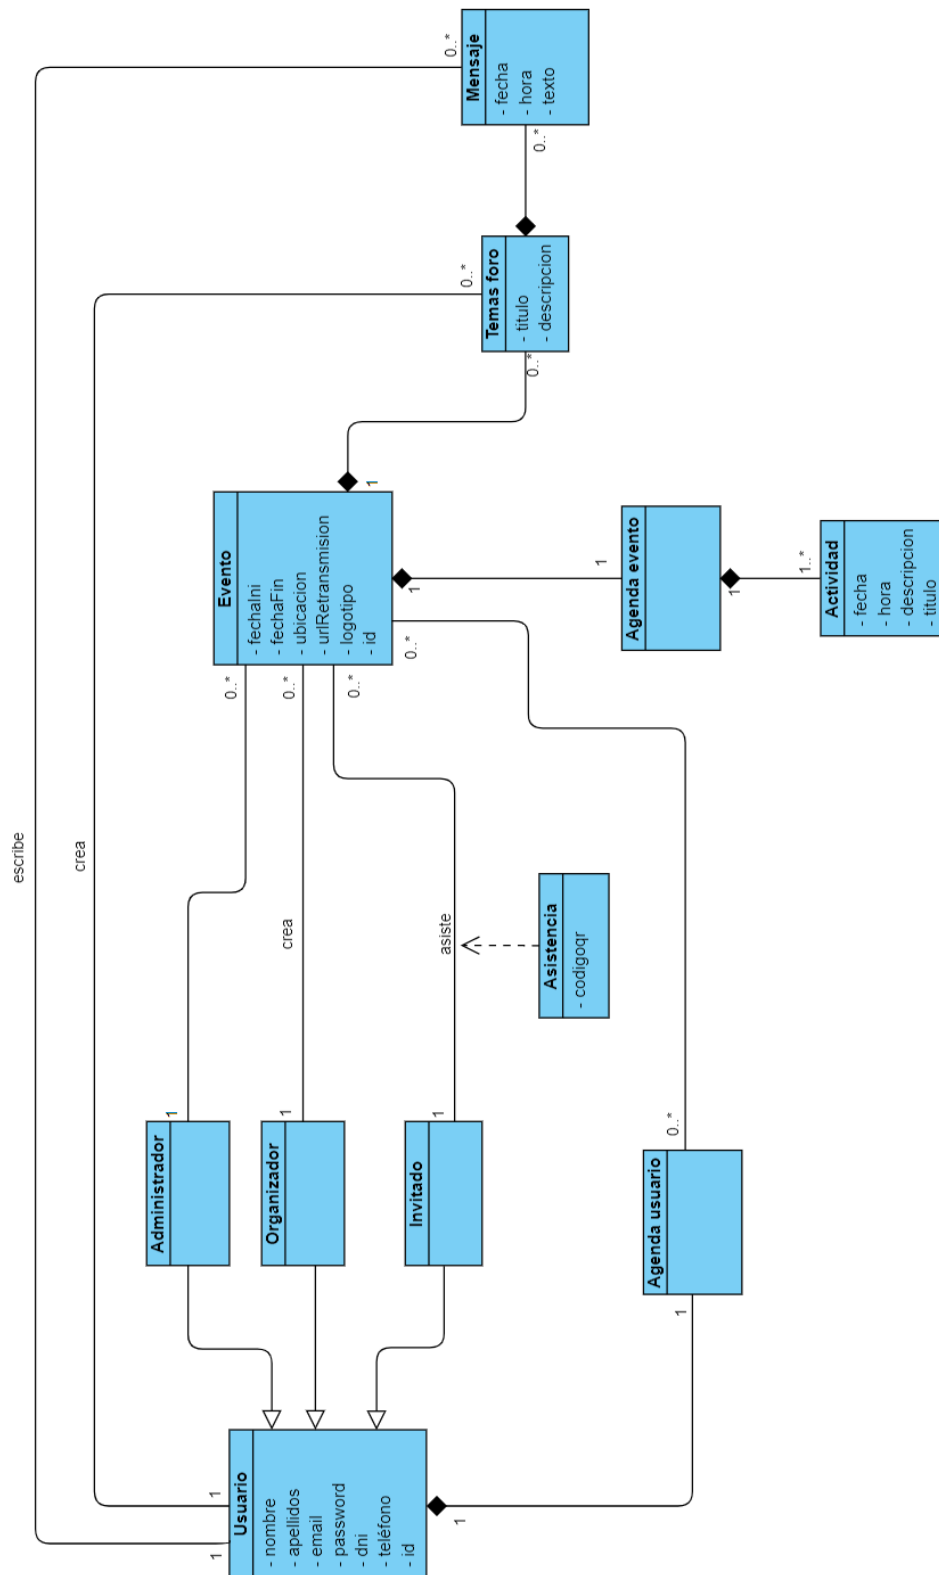 escribe
crea
Usuario
- nombre
- apellidos
- email
- password
- dni
- teléfono
- id
1
1
1
Administrador
1
Organizador
1
crea
Invitado
1
asiste
Asistencia
- codigoqr
Agenda usuario
1
0..*
Evento
- fechaIni
- fechaFin
- ubicacion
- urlRetransmision
- logotipo
- id
0..*
0..*
0..*
0..*
1
1
Agenda evento
1
1
Actividad
- fecha
- hora
- descripcion
- titulo
1..*
Temas foro
- titulo
- descripcion
0..*
0..*
Mensaje
- fecha
- hora
- texto
0..*
0..*